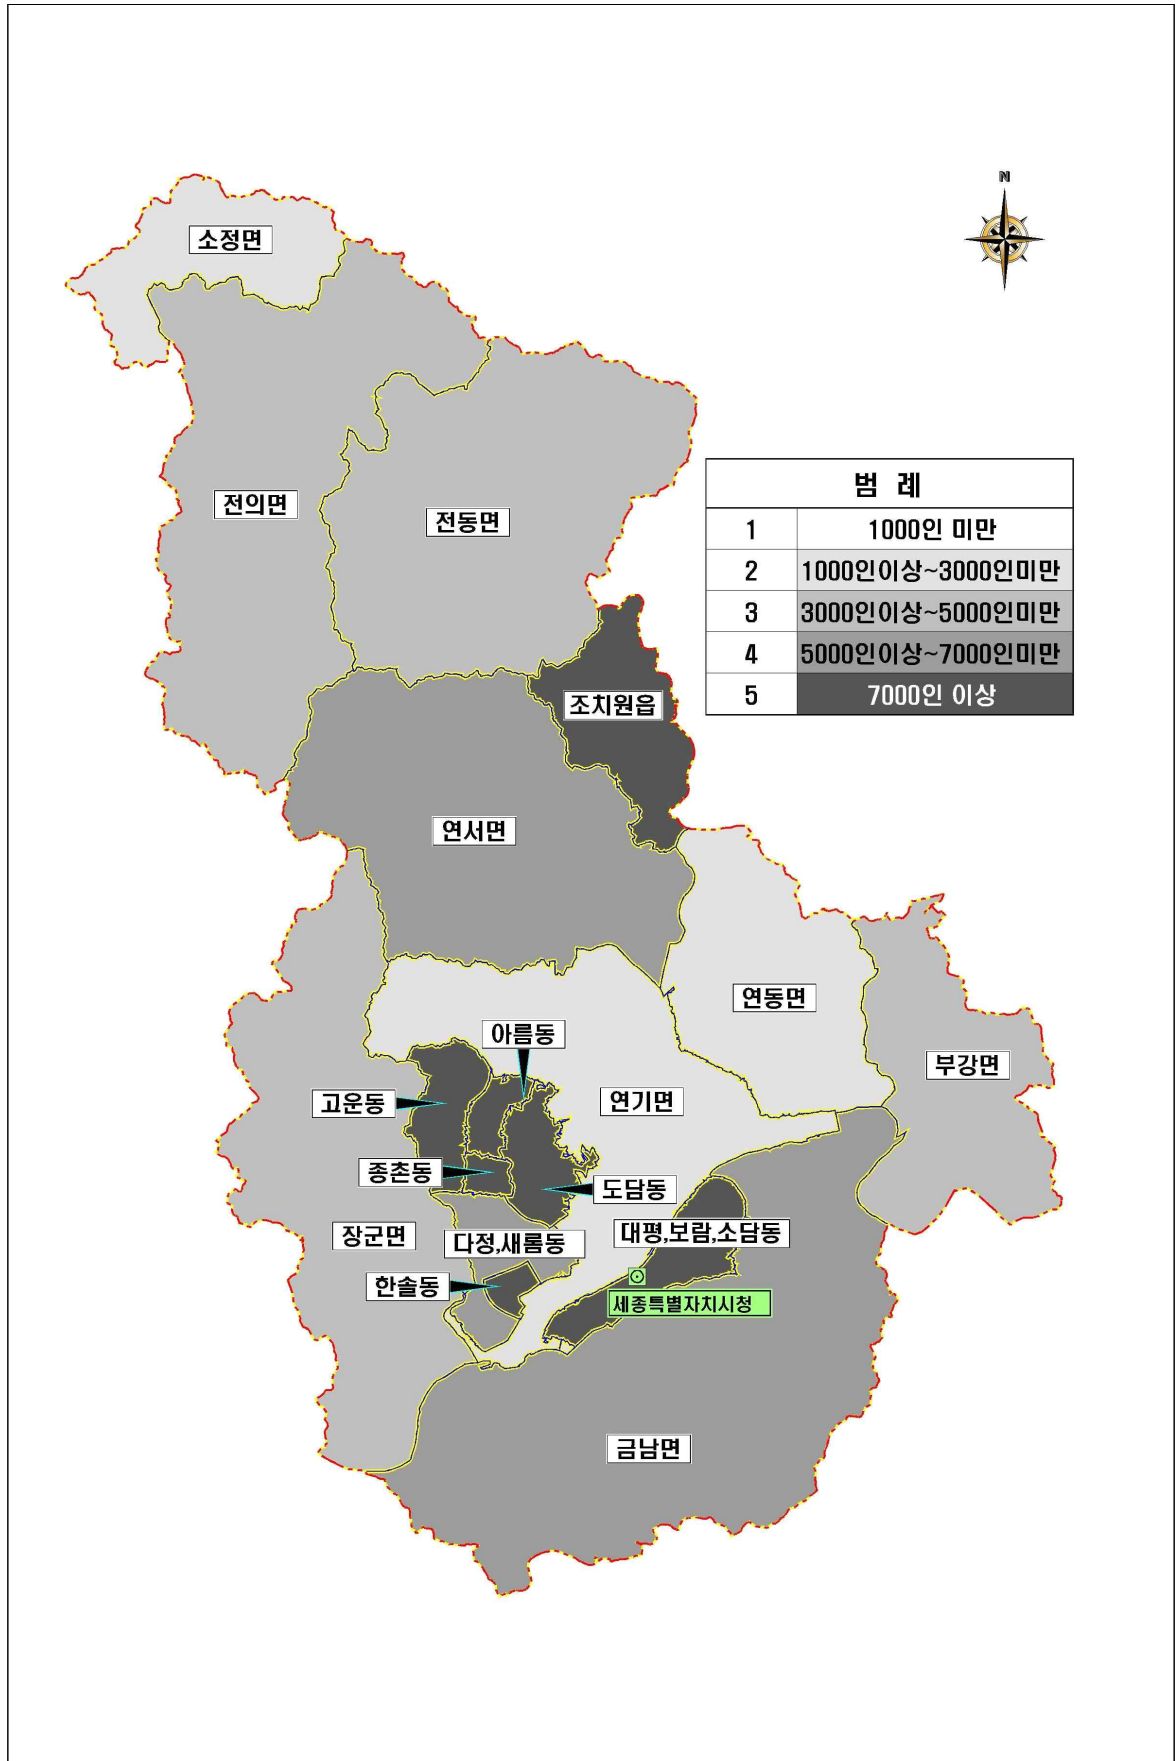 N
소정면
전의면
전동면
범 례
1 1000인 미만
2 1000인이상~3000인미만
3 3000인이상~5000인미만
4 5000인이상~7000인미만
5 7000인 이상
조치원읍
연서면
연동면
아름동
부강면
고운동
연기면
종촌동
도담동
장군면
다정,새롬동
대평,보람,소담동
한솔동
세종특별자치시청
금남면